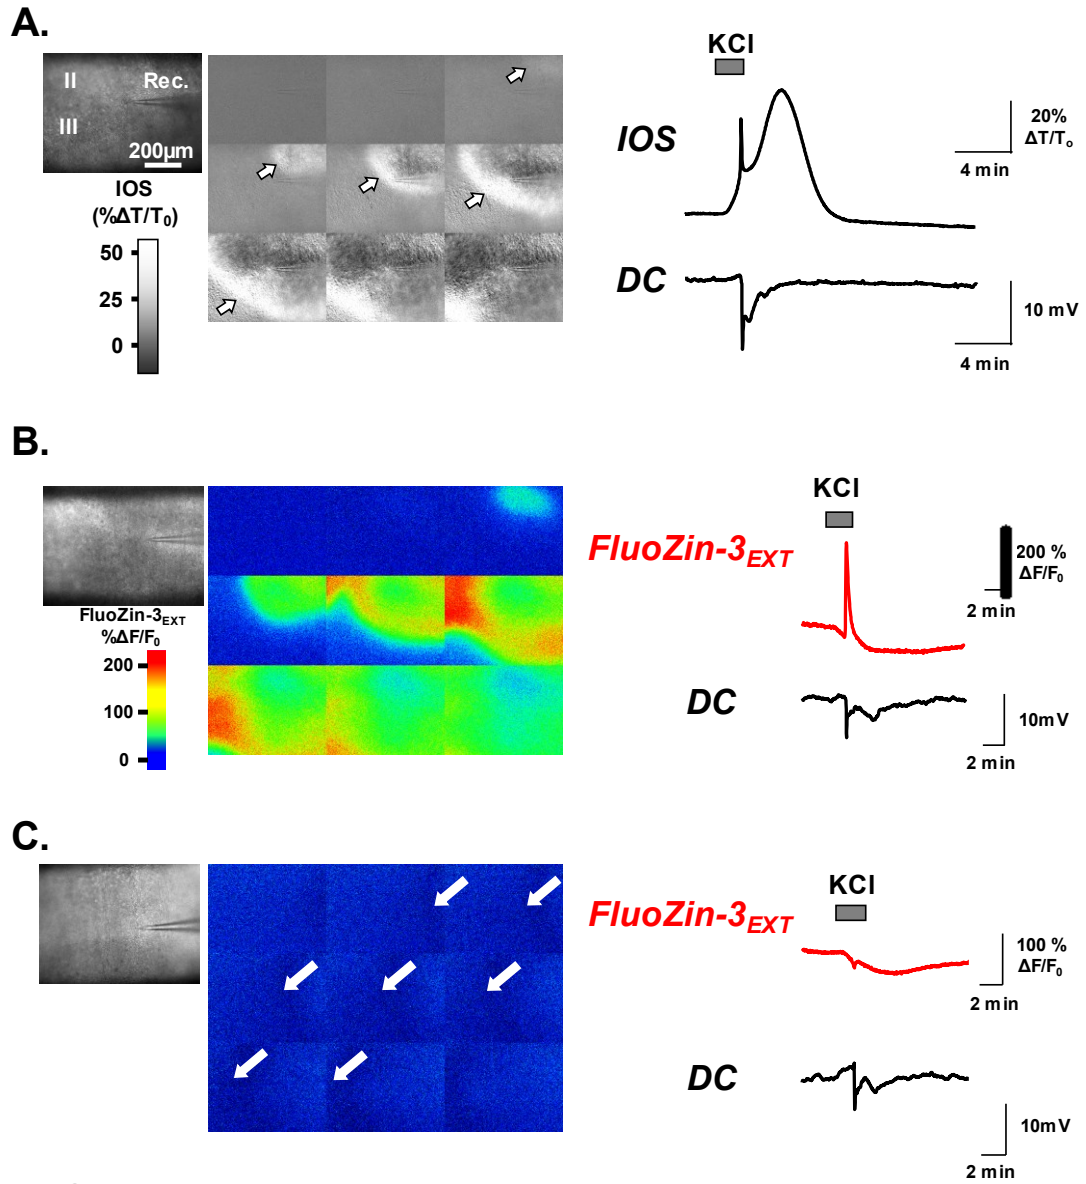 A.
II
Rec.
III
200µm
IOS
(%ΔT/T0)
50
25
0
KCl
IOS
20%
ΔT/To
4 min
DC
10 mV
4 min
B.
FluoZin-3EXT
%ΔF/F0
200
100
0
KCl
FluoZin-3EXT
200 %
ΔF/F0
2 min
DC
10mV
2 min
C.
KCl
FluoZin-3EXT
100 %
ΔF/F0
2 min
DC
10mV
2 min